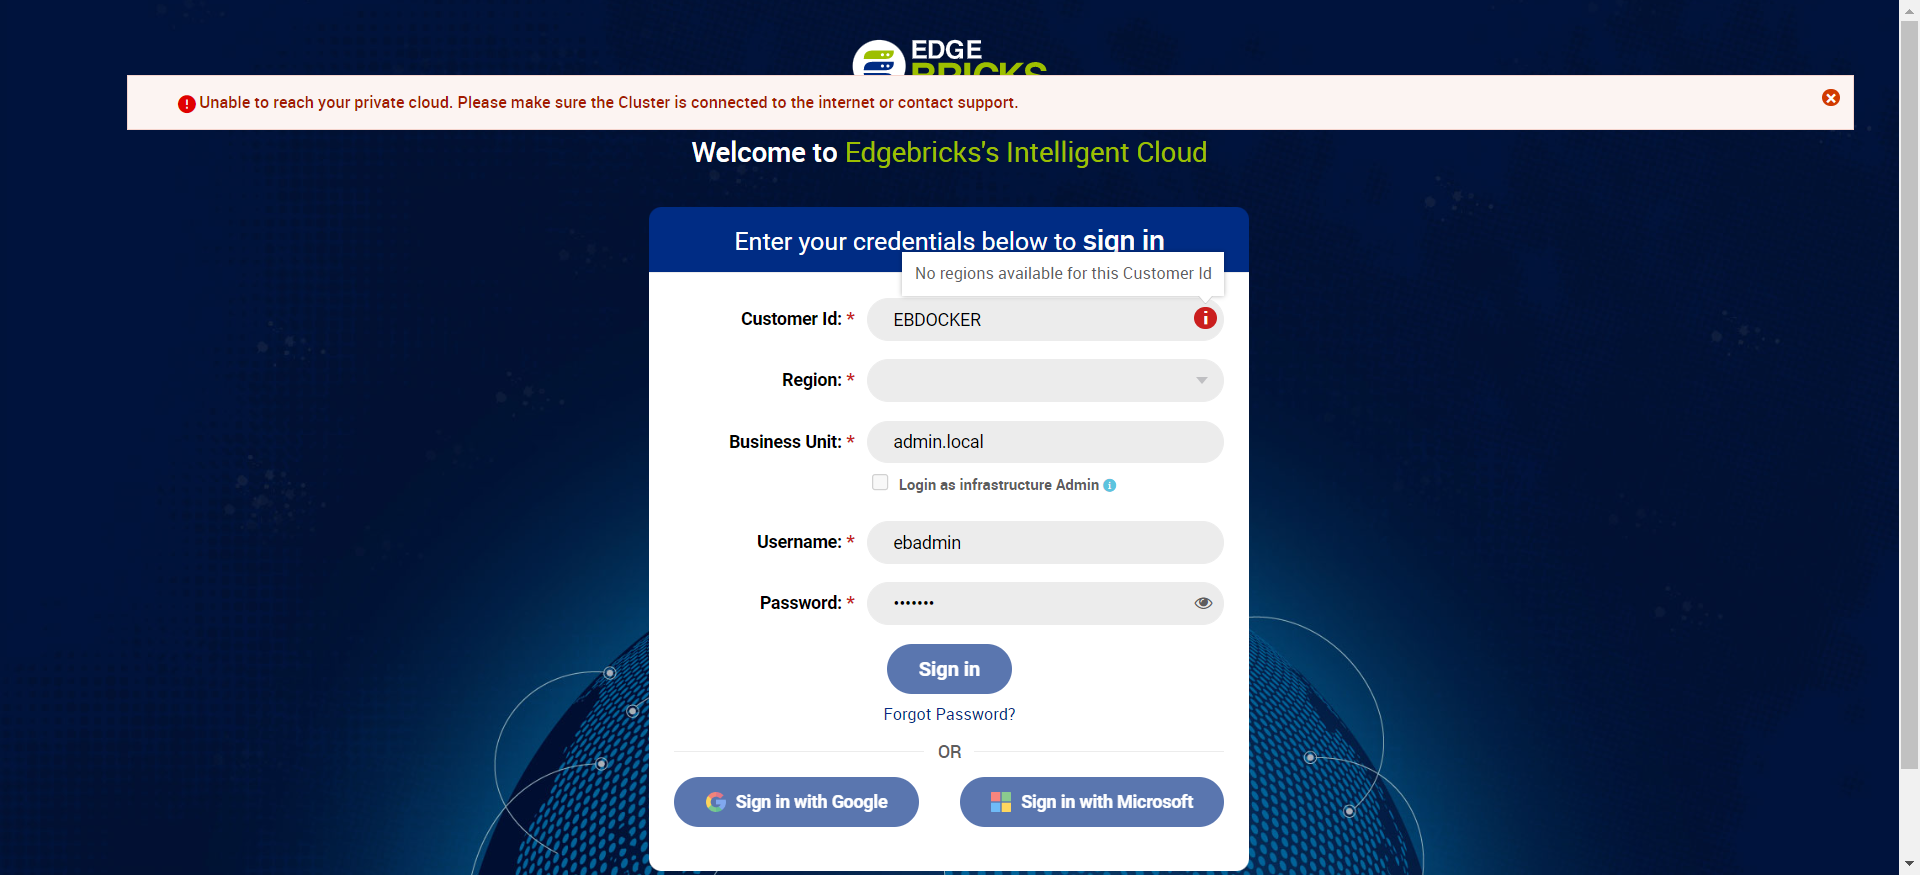 EDGE
BRICKS
Unable to reach your private cloud. Please make sure the Cluster is connected to the internet or contact support.
Welcome to Edgebricks's Intelligent Cloud
Enter your credentials below to sign in
No regions available for this Customer Id
Customer Id: * EBDOCKER
Region: *
Business Unit: * admin.local
Login as infrastructure Admin
Username: * ebadmin
Password: * •••••••
Sign in
Forgot Password?
OR
Sign in with Google
Sign in with Microsoft